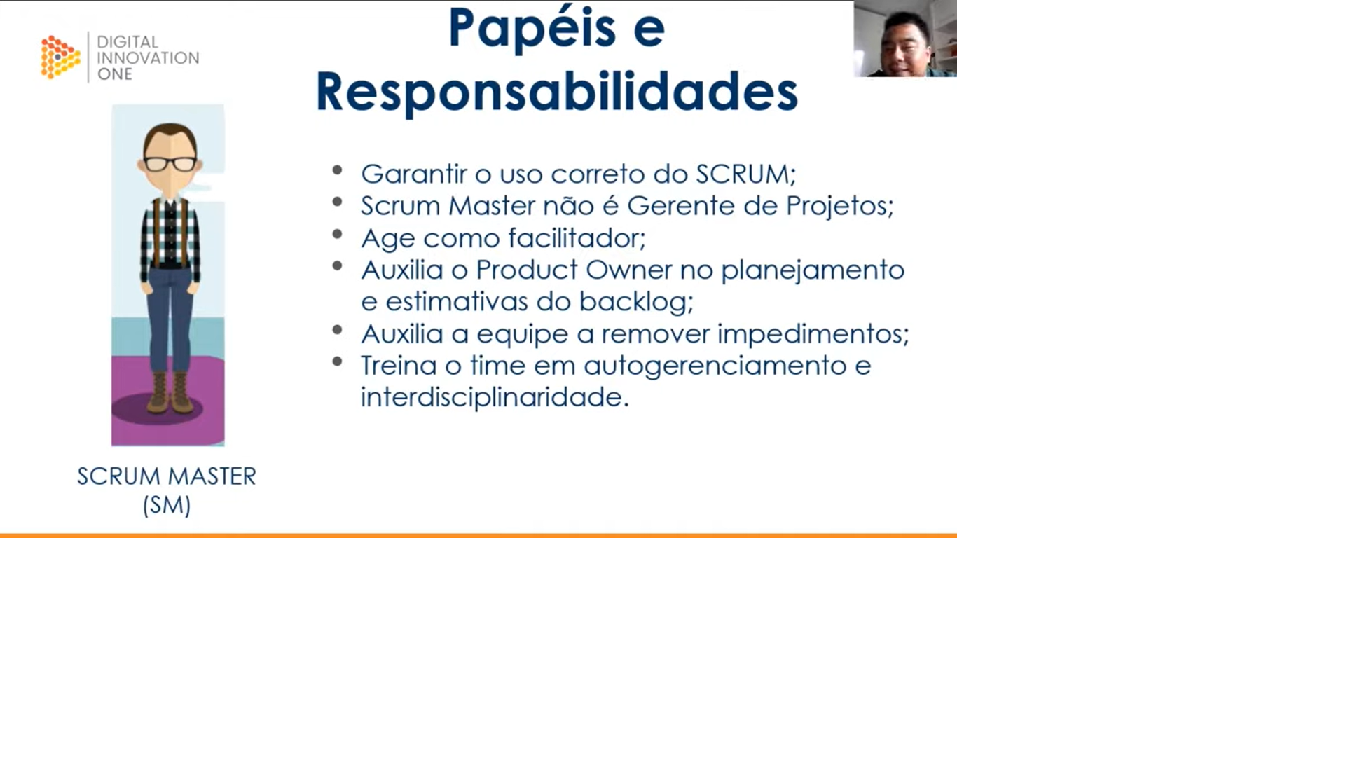 DIGITAL
INNOVATION
ONE
Papéis e
Responsabilidades
• Garantir o uso correto do SCRUM;
• Scrum Master não é Gerente de Projetos;
• Age como facilitador;
• Auxilia o Product Owner no planejamento
e estimativas do backlog;
• Auxilia a equipe a remover impedimentos;
• Treina o time em autogerenciamento e
interdisciplinaridade.
SCRUM MASTER
(SM)